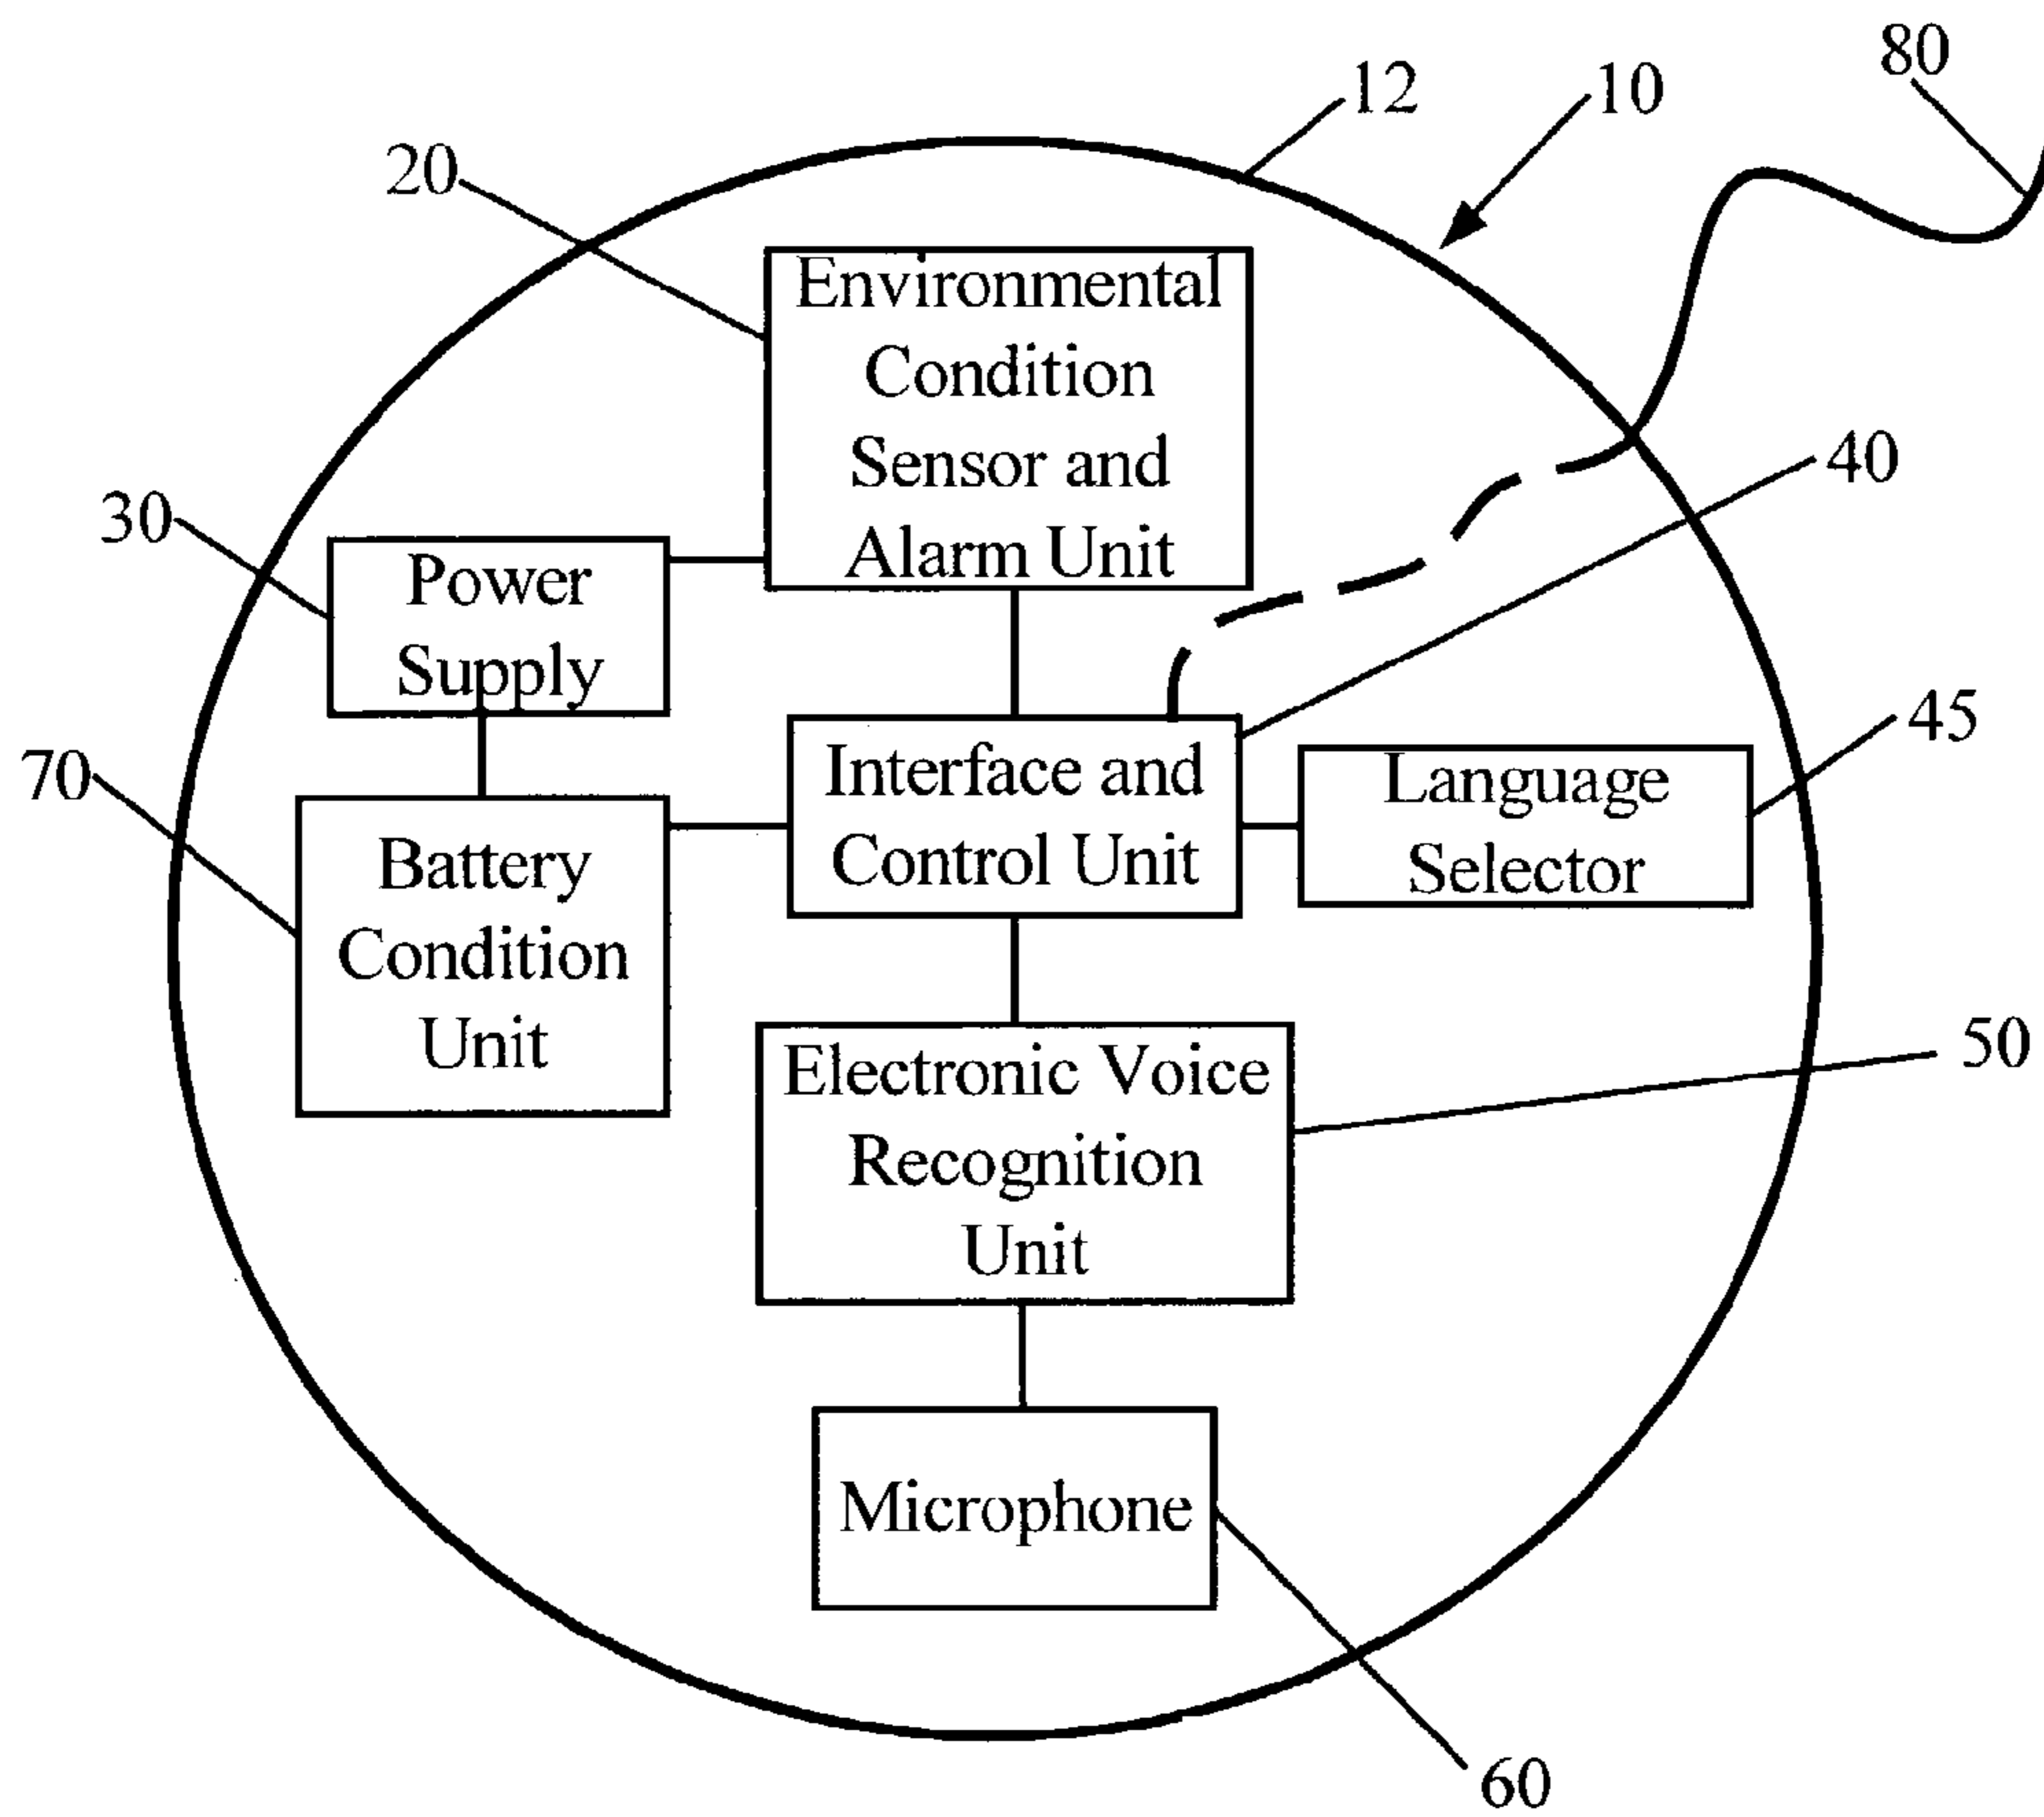 80
12
10
20
Environmental
Condition
Sensor and
Alarm Unit
40
30
Power
Supply
45
70
Interface and
Control Unit
Language
Selector
Battery
Condition
Unit
50
Electronic Voice
Recognition
Unit
Microphone
60